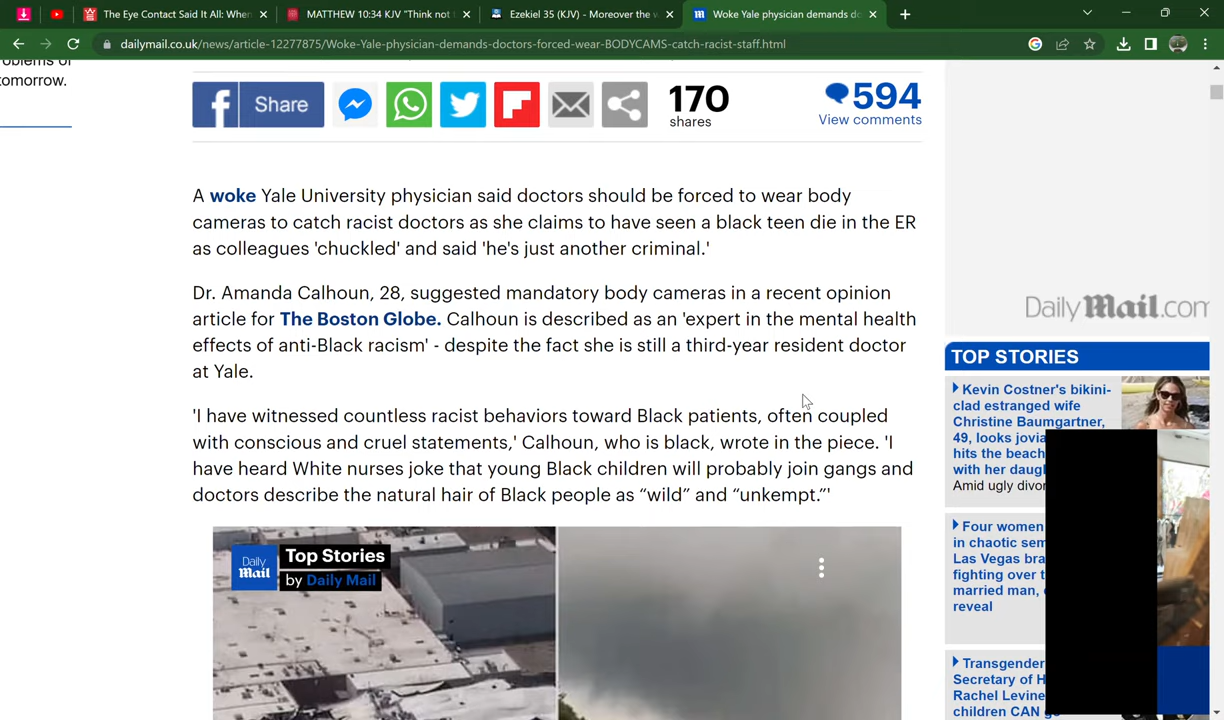 The Eye Contact Said It All: When
MATTHEW 10:34 KJV "Think not
Ezekiel 35 (KJV) - Moreover the w
Woke Yale physician demands do
dailymail.co.uk/news/article-12277875/Woke-Yale-physician-demands-doctors-forced-wear-BODYCAMS-catch-racist-staff.html
tomorrow.
Share
170
shares
594
View comments
A woke Yale University physician said doctors should be forced to wear body
cameras to catch racist doctors as she claims to have seen a black teen die in the ER
as colleagues 'chuckled' and said 'he's just another criminal.'
Dr. Amanda Calhoun, 28, suggested mandatory body cameras in a recent opinion
article for The Boston Globe. Calhoun is described as an 'expert in the mental health
effects of anti-Black racism' - despite the fact she is still a third-year resident doctor
at Yale.
'I have witnessed countless racist behaviors toward Black patients, often coupled
with conscious and cruel statements,' Calhoun, who is black, wrote in the piece. 'I
have heard White nurses joke that young Black children will probably join gangs and
doctors describe the natural hair of Black people as “wild” and “unkempt.”'
Daily
Mail
Top Stories
by Daily Mail
Daily Mail.com
TOP STORIES
Kevin Costner's bikini-
clad estranged wife
Christine Baumgartner,
49, looks jovia
hits the beach
with her daug
Amid ugly divor
Four women
in chaotic sem
Las Vegas bra
fighting over t
married man,
reveal
Transgender
Secretary of H
Rachel Levine
children CAN g